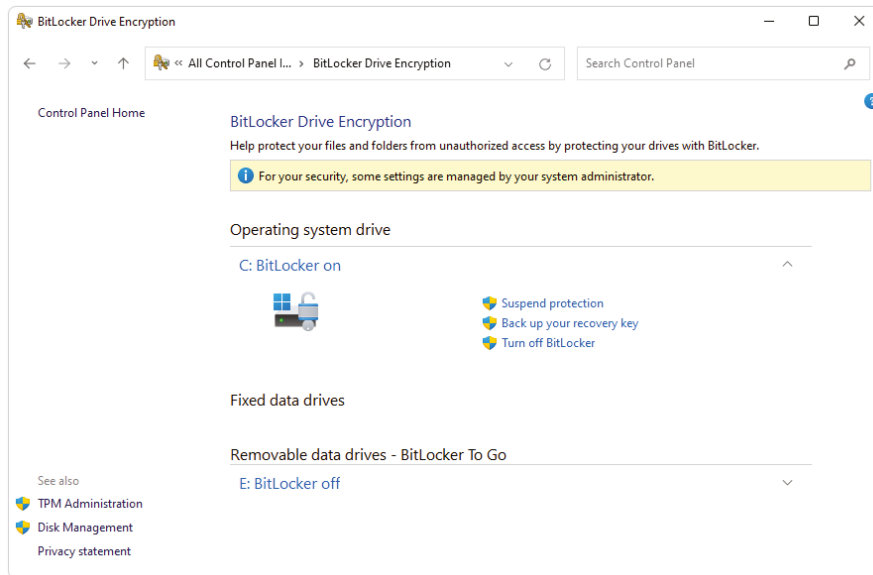 BitLocker Drive Encryption
« All Control Panel I... › BitLocker Drive Encryption
Search Control Panel
Control Panel Home
BitLocker Drive Encryption
Help protect your files and folders from unauthorized access by protecting your drives with BitLocker.
For your security, some settings are managed by your system administrator.
Operating system drive
C: BitLocker on
Suspend protection
Back up your recovery key
Turn off BitLocker
Fixed data drives
Removable data drives - BitLocker To Go
E: BitLocker off
See also
TPM Administration
Disk Management
Privacy statement